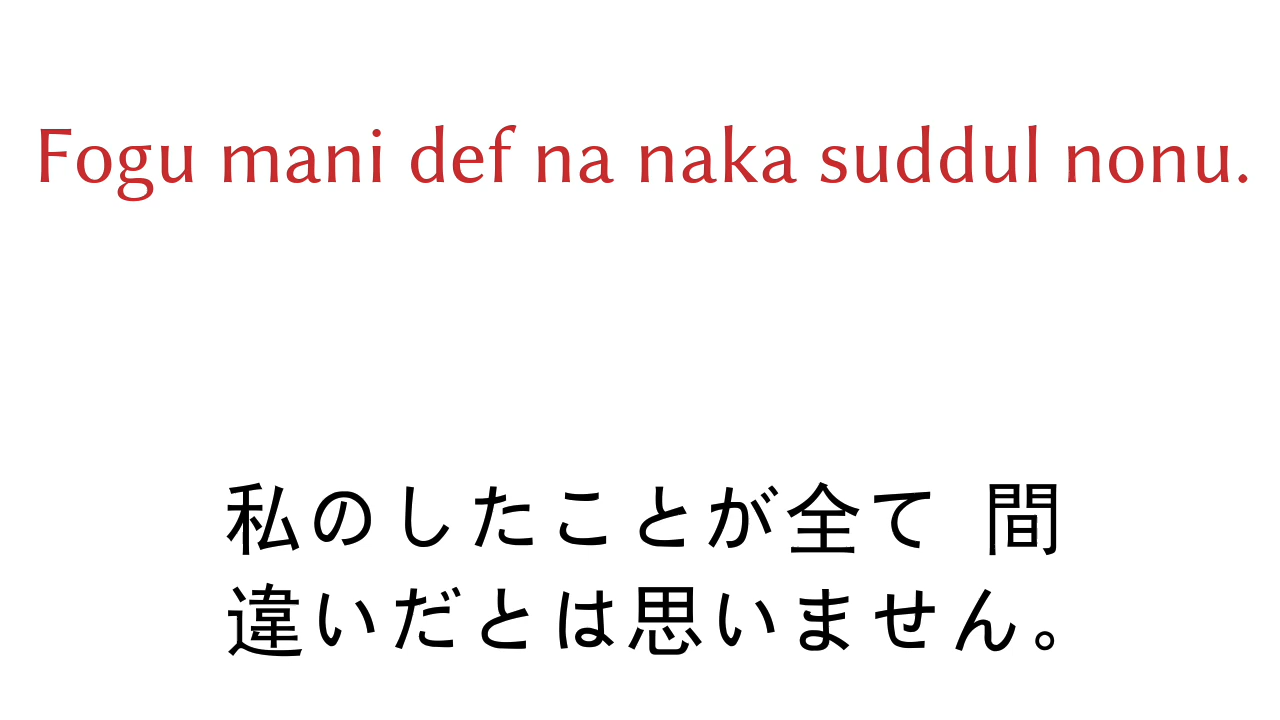 Fogu mani def na naka suddul nonu.
私のしたことが全て 間
違いだとは思いません。